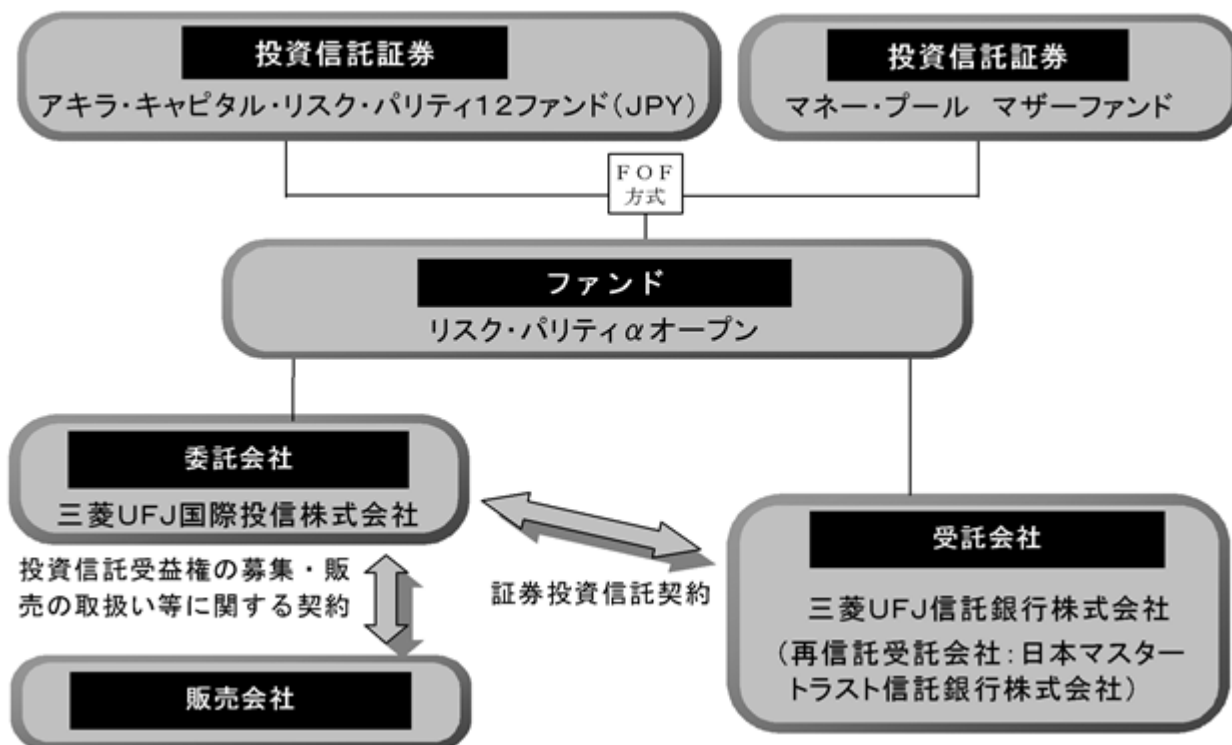 投資信託証券
アキラ・キャピタル・リスク・パリティ12ファンド(JPY)
投資信託証券
マネー・プール マザーファンド
FOF
方式
ファンド
リスク・パリティαオープン
委託会社
三菱UFJ国際投信株式会社
投資信託受益権の募集・販
売の取扱い等に関する契約
証券投資信託契約
受託会社
三菱UFJ信託銀行株式会社
(再信託受託会社:日本マスター
トラスト信託銀行株式会社)
販売会社